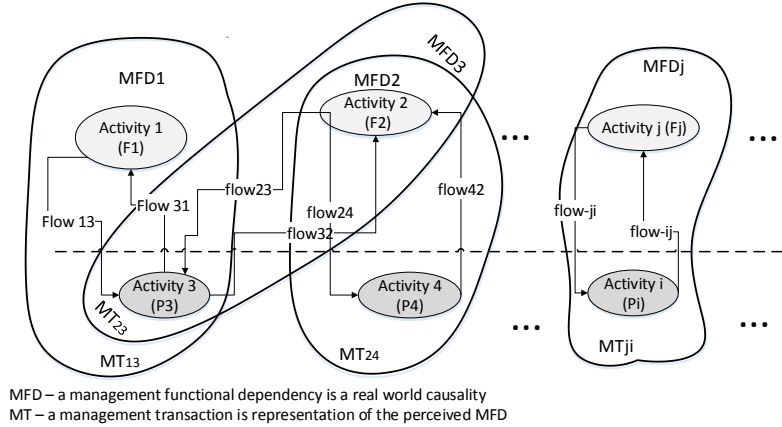 MFD1
MFD2
MFD3
MFDj
Activity 1
(F1)
Activity 2
(F2)
Activity j (Fj)
...
...
Flow 13
Flow 31
flow23
flow24
flow32
flow42
flow-ji
flow-ij
Activity 3
(P3)
Activity 4
(P4)
Activity i
(Pi)
...
...
MT23
MT13
MT24
MTji
MFD – a management functional dependency is a real world causality
MT – a management transaction is representation of the perceived MFD